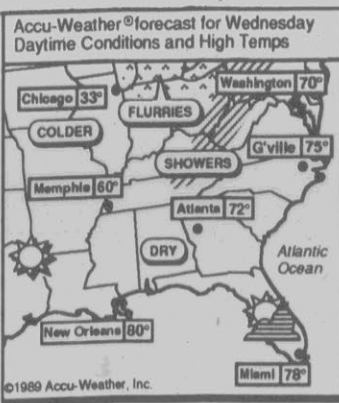 Accu-Weather®forecast for Wednesday
Daytime Conditions and High Temps
Washington 70°
Chicago 33°
FLURRIES
COLDER
G'ville 75°
SHOWERS
Memphis 60°
Atlanta 72°
DRY
Atlantic
Ocean
New Orleans 80°
Miami 78°
©1989 Accu-Weather, Inc.